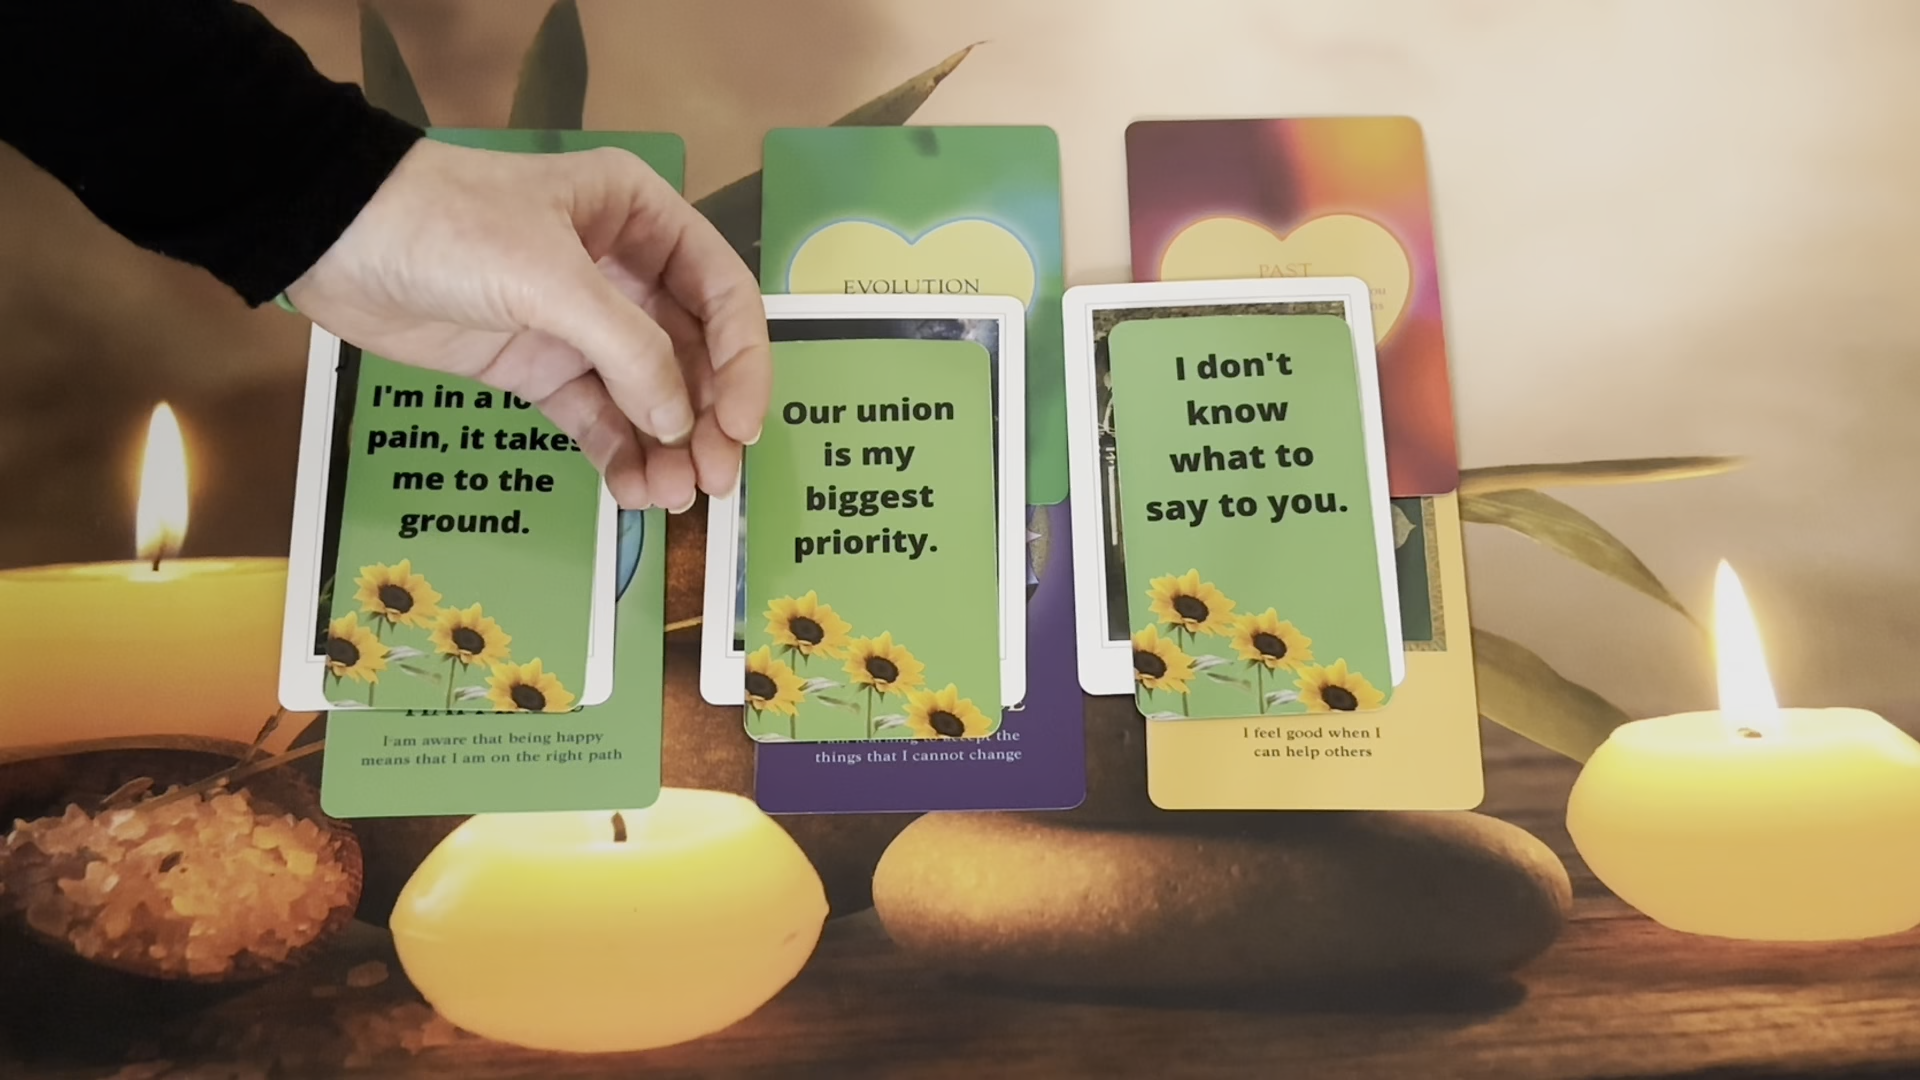 I'm in a
pain, it takes
me to the
ground.
I am aware that being happy
means that I am on the right path
EVOLUTION
Our union
is my
biggest
priority.
the
things that I cannot change
PAST
I don't
know
what to
say to you.
I feel good when I
can help others